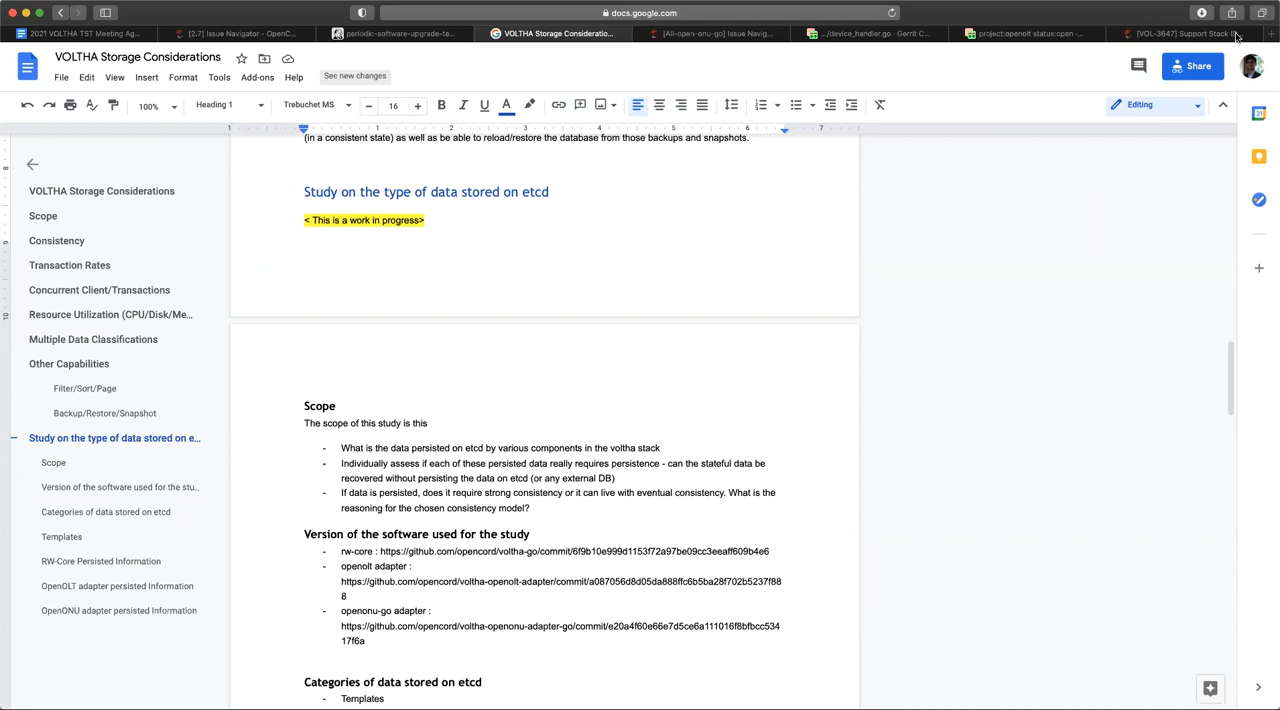 docs.google.com
2021 VOLTHA TST Meeting Ag...
[2.7] Issue Navigator - OpenC...
periodic-software-upgrade-te...
VOLTHA Storage Consideratio...
[All-open-onu-go] Issue Navig...
.../device_handler.go · Gerrit C...
project:openolt status:open · ...
[VOL-3647] Support Stack
VOLTHA Storage Considerations
File Edit View Insert Format Tools Add-ons Help
See new changes
Share
100% Heading 1 Trebuchet MS 16 B I U A Editing
1 1 2 3 4 5 6 7
(in a consistent state) as well as be able to reload/restore the database from those backups and snapshots.
Study on the type of data stored on etcd
< This is a work in progress>
VOLTHA Storage Considerations
Scope
Consistency
Transaction Rates
Concurrent Client/Transactions
Resource Utilization (CPU/Disk/Me...
Multiple Data Classifications
Other Capabilities
Filter/Sort/Page
Backup/Restore/Snapshot
Study on the type of data stored on e...
Scope
Version of the software used for the stu...
Categories of data stored on etcd
Templates
RW-Core Persisted Information
OpenOLT adapter persisted Information
OpenONU adapter persisted Information
Scope
The scope of this study is this
- What is the data persisted on etcd by various components in the voltha stack
- Individually assess if each of these persisted data really requires persistence - can the stateful data be
recovered without persisting the data on etcd (or any external DB)
- If data is persisted, does it require strong consistency or it can live with eventual consistency. What is the
reasoning for the chosen consistency model?
Version of the software used for the study
- rw-core : https://github.com/opencord/voltha-go/commit/6f9b10e999d1153f72a97be09cc3eeaff609b4e6
- openolt adapter :
https://github.com/opencord/voltha-openolt-adapter/commit/a087056d8d05da888ffc6b5ba28f702b5237f88
8
- openonu-go adapter :
https://github.com/opencord/voltha-openonu-adapter-go/commit/e20a4f60e66e7d5ce6a111016f8bfbcc534
17f6a
Categories of data stored on etcd
- Templates